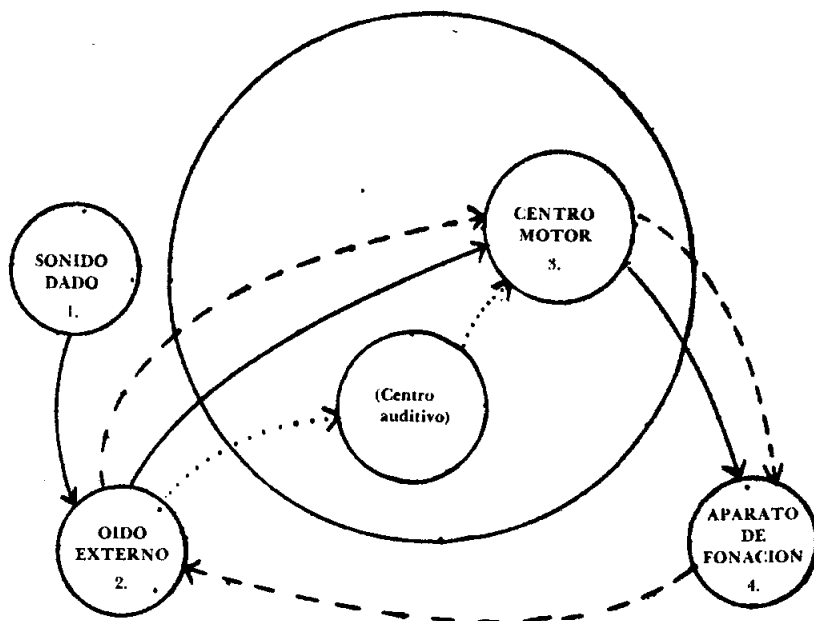 SONIDO
DADO
1.
OIDO
EXTERNO
2.
CENTRO
MOTOR
3.
(Centro
auditivo)
APARATO
DE
FONACION
4.